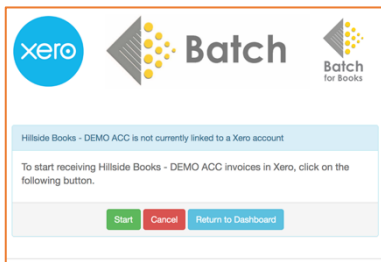 xero
Batch
Batch
for Books
Hillside Books - DEMO ACC is not currently linked to a Xero account
To start receiving Hillside Books - DEMO ACC invoices in Xero, click on the
following button.
Start Cancel Return to Dashboard